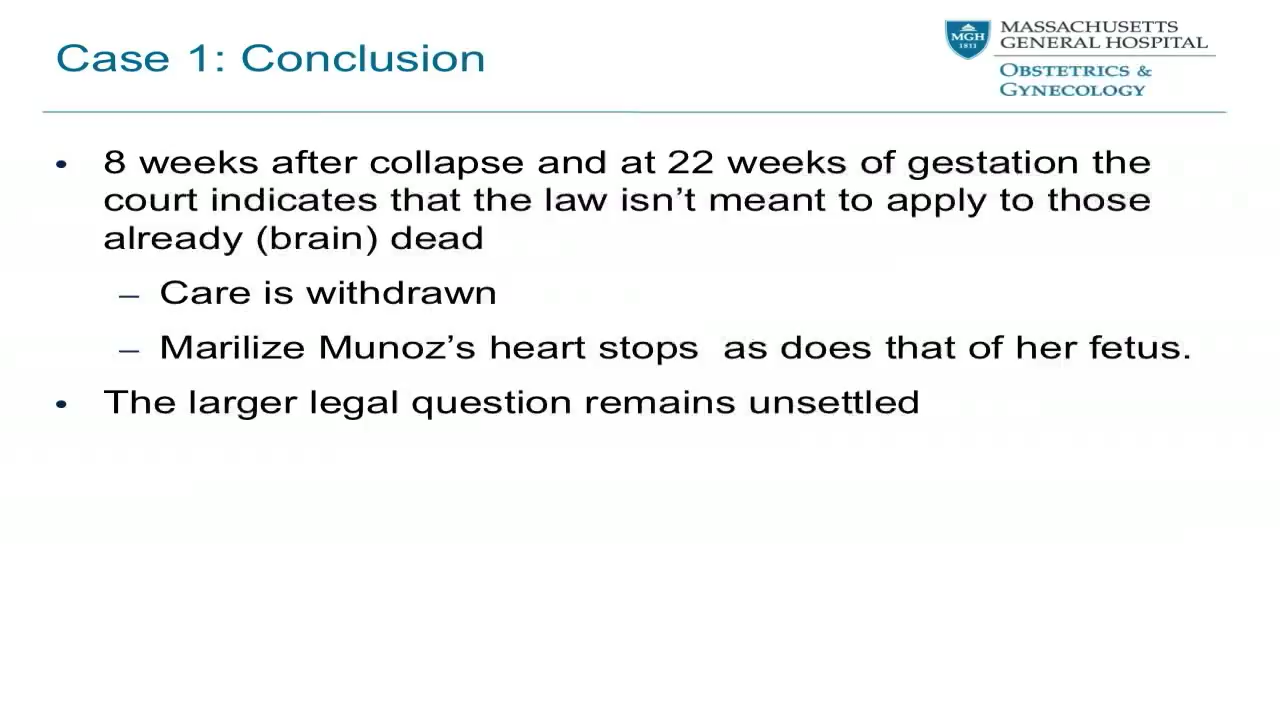 Case 1: Conclusion
MGH
1811
MASSACHUSETTS
GENERAL HOSPITAL
OBSTETRICS &
GYNECOLOGY
• 8 weeks after collapse and at 22 weeks of gestation the
court indicates that the law isn’t meant to apply to those
already (brain) dead
– Care is withdrawn
– Marilize Munoz’s heart stops as does that of her fetus.
• The larger legal question remains unsettled